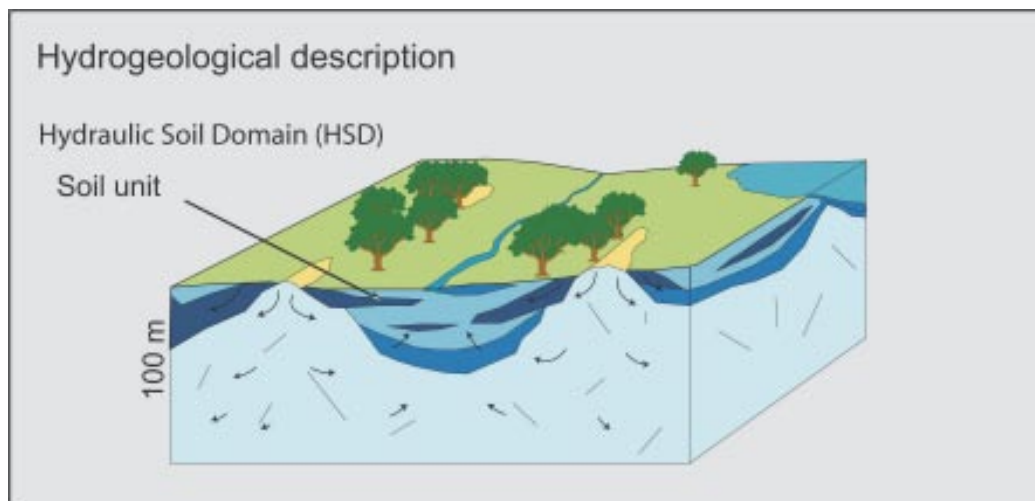 Hydrogeological description
Hydraulic Soil Domain (HSD)
Soil unit
100 m